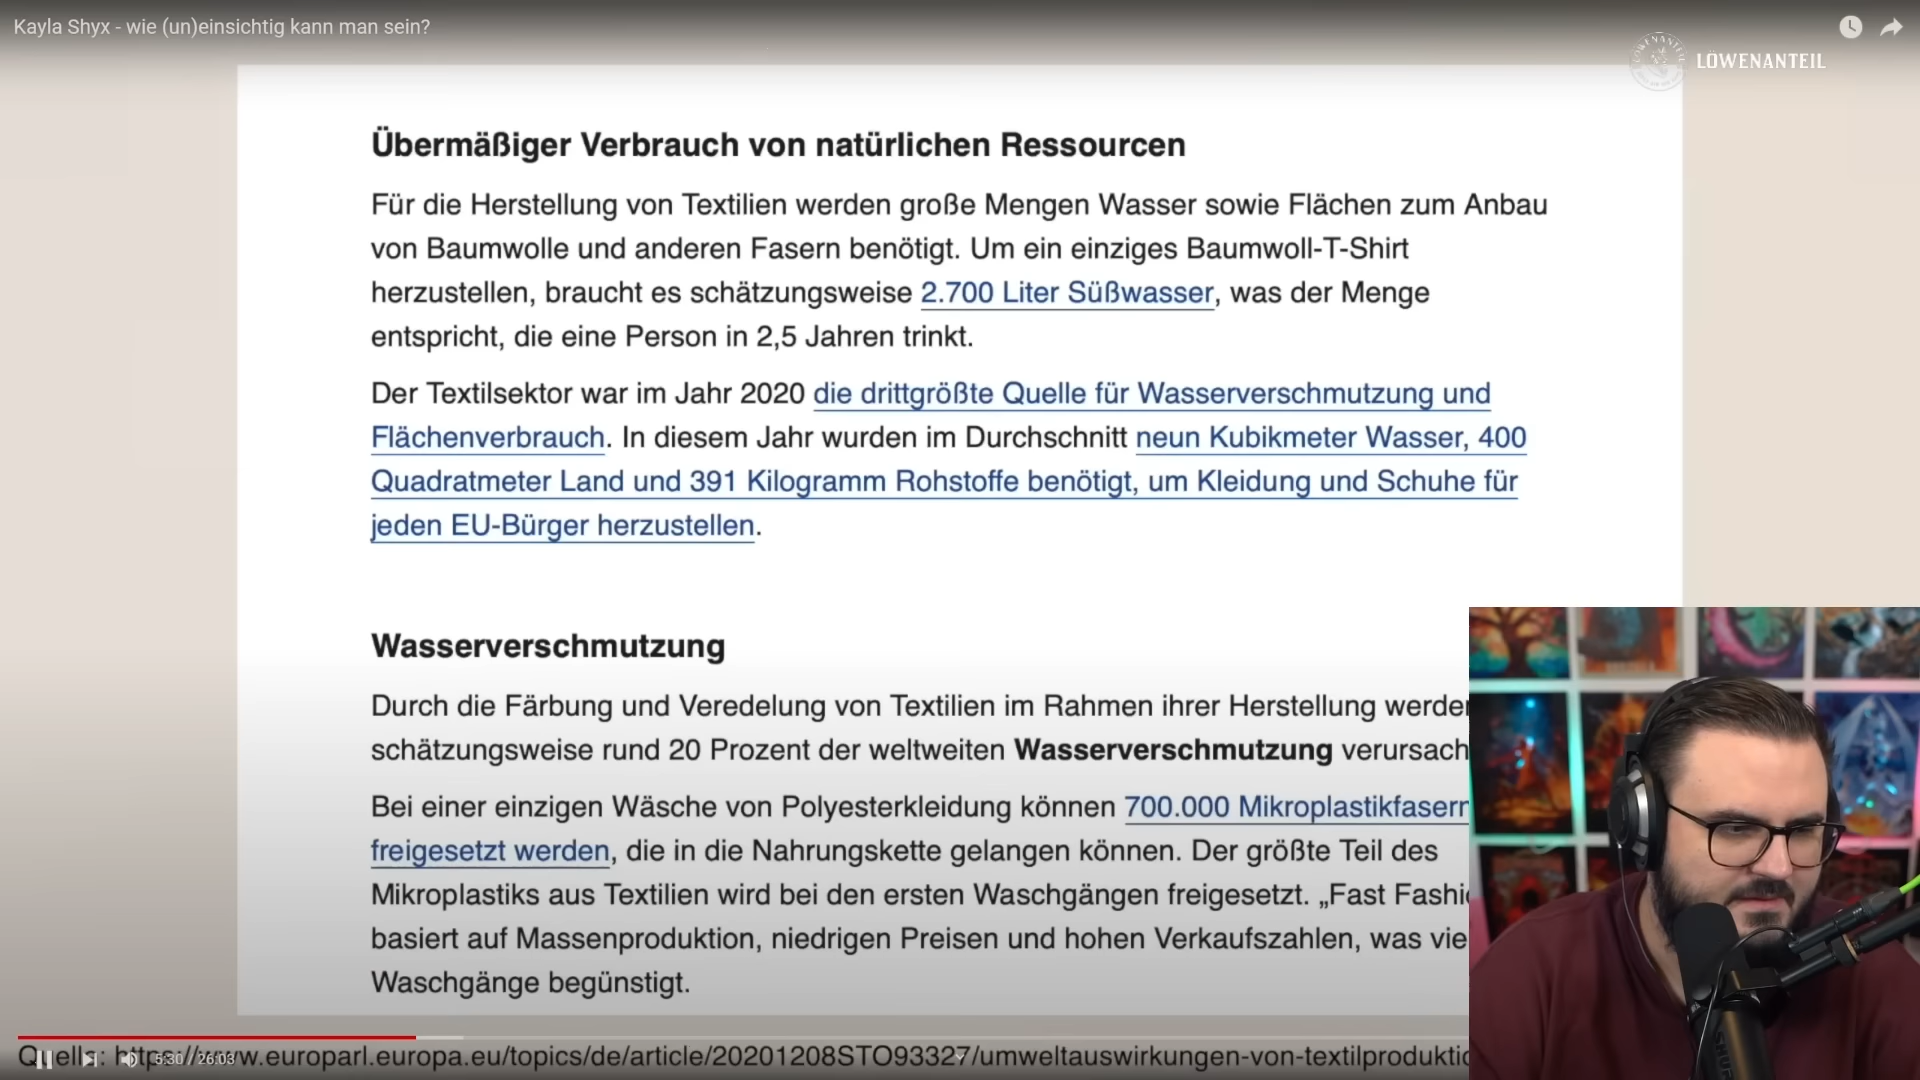 Kayla Shyx - wie (un)einsichtig kann man sein?
LÖWENANTEIL
Übermäßiger Verbrauch von natürlichen Ressourcen
Für die Herstellung von Textilien werden große Mengen Wasser sowie Flächen zum Anbau
von Baumwolle und anderen Fasern benötigt. Um ein einziges Baumwoll-T-Shirt
herzustellen, braucht es schätzungsweise 2.700 Liter Süßwasser, was der Menge
entspricht, die eine Person in 2,5 Jahren trinkt.
Der Textilsektor war im Jahr 2020 die drittgrößte Quelle für Wasserverschmutzung und
Flächenverbrauch. In diesem Jahr wurden im Durchschnitt neun Kubikmeter Wasser, 400
Quadratmeter Land und 391 Kilogramm Rohstoffe benötigt, um Kleidung und Schuhe für
jeden EU-Bürger herzustellen.
Wasserverschmutzung
Durch die Färbung und Veredelung von Textilien im Rahmen ihrer Herstellung werden
schätzungsweise rund 20 Prozent der weltweiten Wasserverschmutzung verursach
Bei einer einzigen Wäsche von Polyesterkleidung können 700.000 Mikroplastikfasern
freigesetzt werden, die in die Nahrungskette gelangen können. Der größte Teil des
Mikroplastiks aus Textilien wird bei den ersten Waschgängen freigesetzt. „Fast Fashio
basiert auf Massenproduktion, niedrigen Preisen und hohen Verkaufszahlen, was vie
Waschgänge begünstigt.
Quelle: https://www.europarl.europa.eu/topics/de/article/20201208STO93327/umweltauswirkungen-von-textilproduktio
5:30 / 26:03